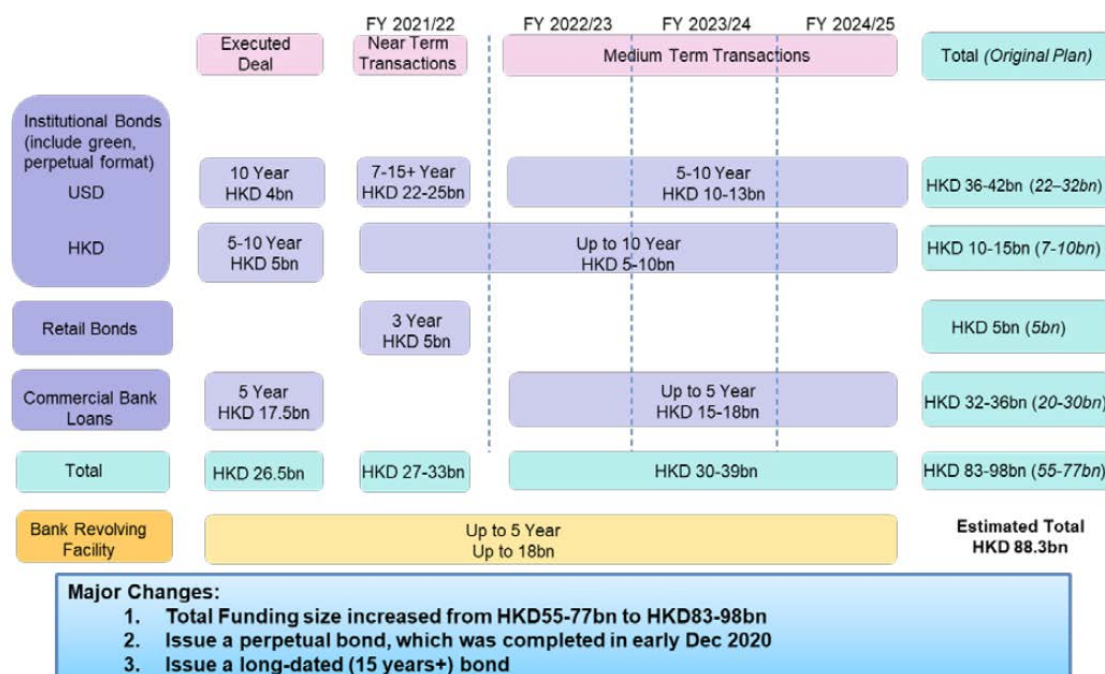 FY 2021/22
FY 2022/23
FY 2023/24
FY 2024/25
Executed
Deal
Near Term
Transactions
Medium Term Transactions
Total (Original Plan)
Institutional Bonds
(include green,
perpetual format)
USD
10 Year
HKD 4bn
7-15+ Year
HKD 22-25bn
5-10 Year
HKD 10-13bn
HKD 36-42bn (22–32bn)
HKD
5-10 Year
HKD 5bn
Up to 10 Year
HKD 5-10bn
HKD 10-15bn (7-10bn)
Retail Bonds
3 Year
HKD 5bn
HKD 5bn (5bn)
Commercial Bank
Loans
5 Year
HKD 17.5bn
Up to 5 Year
HKD 15-18bn
HKD 32-36bn (20-30bn)
Total
HKD 26.5bn
HKD 27-33bn
HKD 30-39bn
HKD 83-98bn (55-77bn)
Bank Revolving
Facility
Up to 5 Year
Up to 18bn
Estimated Total
HKD 88.3bn
Major Changes:
1. Total Funding size increased from HKD55-77bn to HKD83-98bn
2. Issue a perpetual bond, which was completed in early Dec 2020
3. Issue a long-dated (15 years+) bond